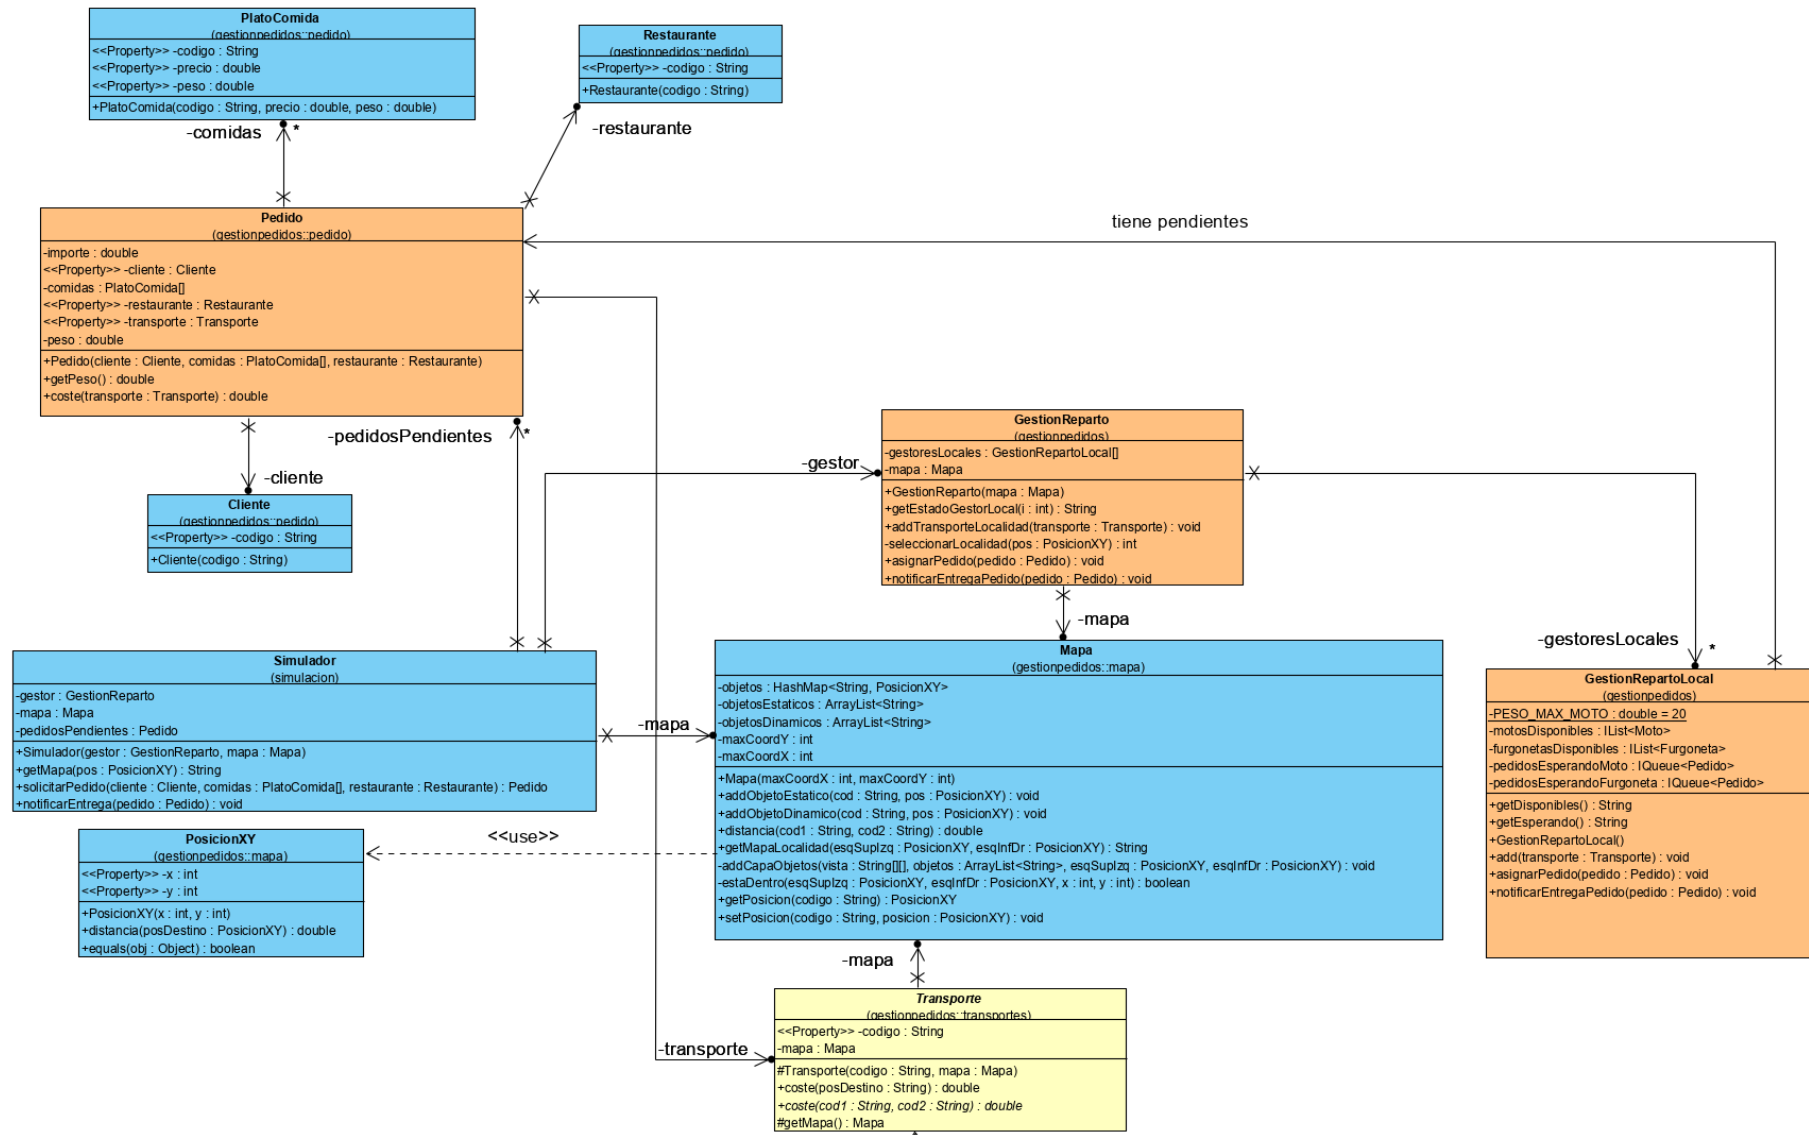 PlatoComida
(gestionpedidos::pedido)
<<Property>> -codigo : String
<<Property>> -precio : double
<<Property>> -peso : double
+PlatoComida(codigo : String, precio : double, peso : double)
Restaurante
(gestionpedidos::pedido)
<<Property>> -codigo : String
+Restaurante(codigo : String)
-comidas
*
-restaurante
Pedido
(gestionpedidos::pedido)
-importe : double
<<Property>> -cliente : Cliente
-comidas : PlatoComida[]
<<Property>> -restaurante : Restaurante
<<Property>> -transporte : Transporte
-peso : double
+Pedido(cliente : Cliente, comidas : PlatoComida[], restaurante : Restaurante)
+getPeso() : double
+coste(transporte : Transporte) : double
tiene pendientes
-pedidosPendientes
*
-cliente
Cliente
(gestionpedidos::pedido)
<<Property>> -codigo : String
+Cliente(codigo : String)
-gestor
GestionReparto
(gestionpedidos)
-gestoresLocales : GestionRepartoLocal[]
-mapa : Mapa
+GestionReparto(mapa : Mapa)
+getEstadoGestorLocal(i : int) : String
+addTransporteLocalidad(transporte : Transporte) : void
-seleccionarLocalidad(pos : PosicionXY) : int
+asignarPedido(pedido : Pedido) : void
+notificarEntregaPedido(pedido : Pedido) : void
-mapa
-gestoresLocales
*
Simulador
(simulacion)
-gestor : GestionReparto
-mapa : Mapa
-pedidosPendientes : Pedido
+Simulador(gestor : GestionReparto, mapa : Mapa)
+getMapa(pos : PosicionXY) : String
+solicitarPedido(cliente : Cliente, comidas : PlatoComida[], restaurante : Restaurante) : Pedido
+notificarEntrega(pedido : Pedido) : void
-mapa
Mapa
(gestionpedidos::mapa)
-objetos : HashMap<String, PosicionXY>
-objetosEstaticos : ArrayList<String>
-objetosDinamicos : ArrayList<String>
-maxCoordY : int
-maxCoordX : int
+Mapa(maxCoordX : int, maxCoordY : int)
+addObjetoEstatico(cod : String, pos : PosicionXY) : void
+addObjetoDinamico(cod : String, pos : PosicionXY) : void
+distancia(cod1 : String, cod2 : String) : double
+getMapaLocalidad(esqSupIzq : PosicionXY, esqInfDr : PosicionXY) : String
-addCapaObjetos(vista : String[][], objetos : ArrayList<String>, esqSupIzq : PosicionXY, esqInfDr : PosicionXY) : void
-estaDentro(esqSupIzq : PosicionXY, esqInfDr : PosicionXY, x : int, y : int) : boolean
+getPosicion(codigo : String) : PosicionXY
+setPosicion(codigo : String, posicion : PosicionXY) : void
GestionRepartoLocal
(gestionpedidos)
-PESO_MAX_MOTO : double = 20
-motosDisponibles : IList<Moto>
-furgonetasDisponibles : IList<Furgoneta>
-pedidosEsperandoMoto : IQueue<Pedido>
-pedidosEsperandoFurgoneta : IQueue<Pedido>
+getDisponibles() : String
+getEsperando() : String
+GestionRepartoLocal()
+add(transporte : Transporte) : void
+asignarPedido(pedido : Pedido) : void
+notificarEntregaPedido(pedido : Pedido) : void
PosicionXY
(gestionpedidos::mapa)
<<Property>> -x : int
<<Property>> -y : int
+PosicionXY(x : int, y : int)
+distancia(posDestino : PosicionXY) : double
+equals(obj : Object) : boolean
<<use>>
-mapa
-transporte
Transporte
(gestionpedidos::transportes)
<<Property>> -codigo : String
-mapa : Mapa
#Transporte(codigo : String, mapa : Mapa)
+coste(posDestino : String) : double
+coste(cod1 : String, cod2 : String) : double
#getMapa() : Mapa